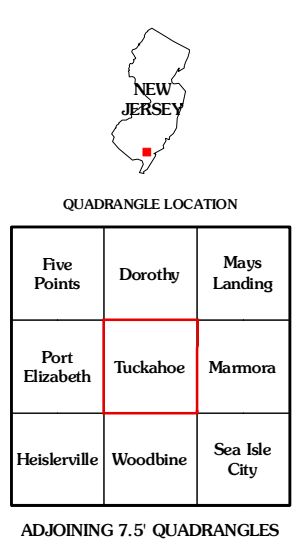 NEW
JERSEY
QUADRANGLE LOCATION
Five
Points
Dorothy
Mays
Landing
Port
Elizabeth
Tuckahoe
Marmora
Heislerville
Woodbine
Sea Isle
City
ADJOINING 7.5' QUADRANGLES